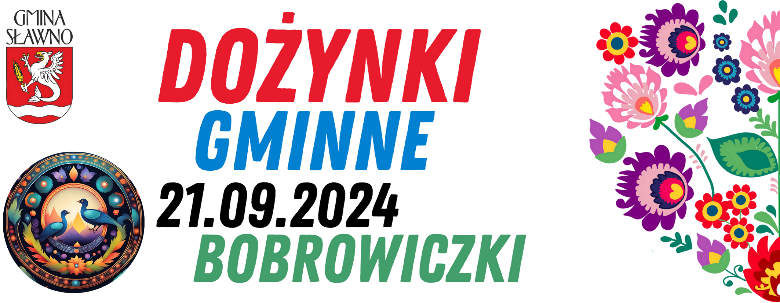 GMINA
SŁAWNO
DOŻYNKI
GMINNE
21.09.2024
BOBROWICZKI